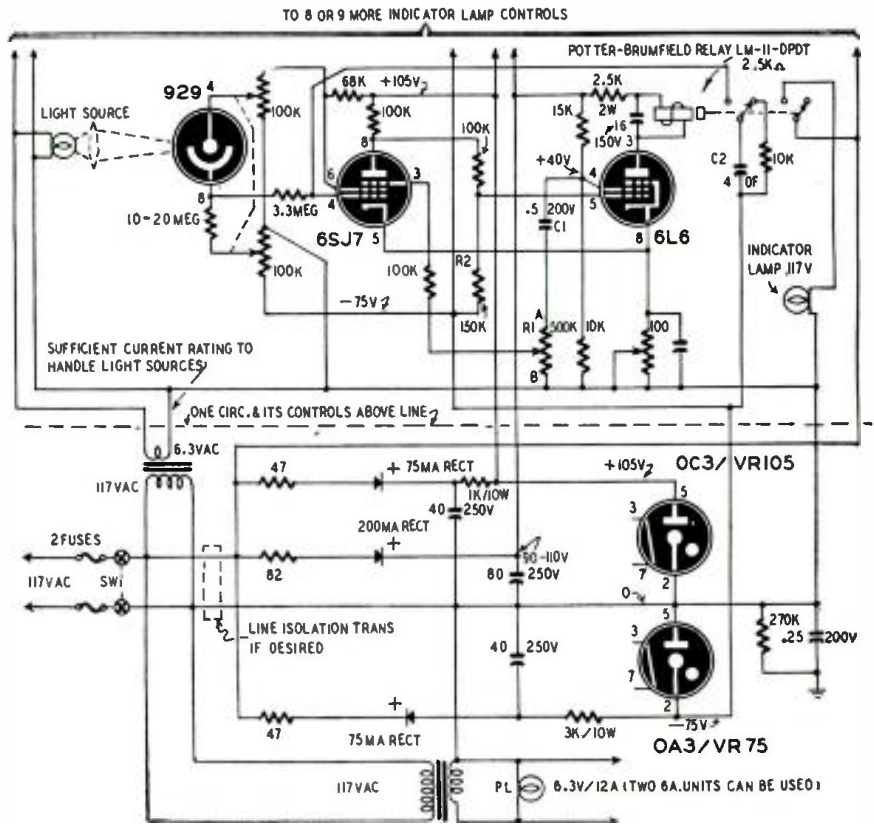 TO 8 OR 9 MORE INDICATOR LAMP CONTROLS
POTTER-BRUMFIELD RELAY LM-11-DPDT
2.5KΩ
929
4
LIGHT SOURCE
100K
68K
+105V
100K
8
100K
2.5K
2W
15K
16
150V
3
+40V
C2
4
OF
10K
6
4
3
8
3.3 MEG
10-20 MEG
6SJ7
5
.5
200V
C1
4
5
6L6
8
INDICATOR
LAMP, 117V
100K
100K
R2
-75V
150K
A
R1
500K
B
10K
100
SUFFICIENT CURRENT RATING TO
HANDLE LIGHT SOURCES
ONE CIRC. & ITS CONTROLS ABOVE LINE
6.3VAC
117VAC
47
+
75MA RECT
1K/10W
40
250V
+105V
OC3/VR105
5
3
7
2
2 FUSES
117VAC
SW1
82
200MA RECT
+
90-110V
80
250V
0
LINE ISOLATION TRANS
IF DESIRED
40
250V
5
3
7
2
270K
.25
200V
47
+
75MA RECT
3K/10W
-75V
OA3/VR75
117VAC
PL
6.3V/12A (TWO 6A. UNITS CAN BE USED)